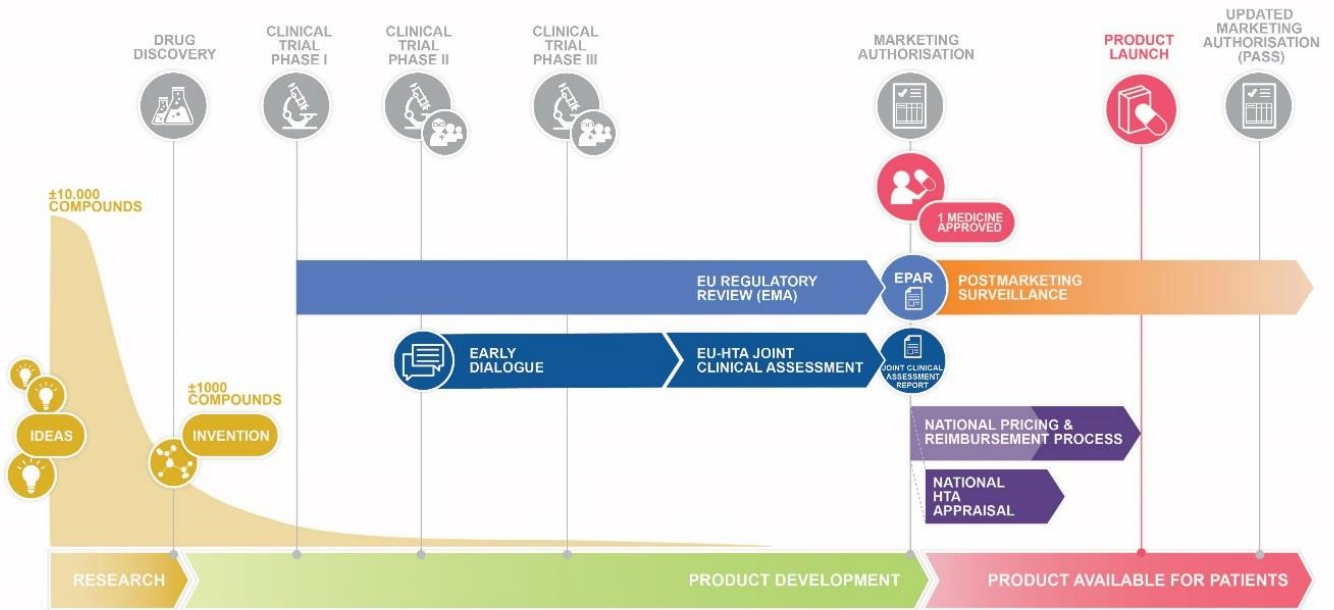 DRUG
DISCOVERY
CLINICAL
TRIAL
PHASE I
CLINICAL
TRIAL
PHASE II
CLINICAL
TRIAL
PHASE III
MARKETING
AUTHORISATION
PRODUCT
LAUNCH
UPDATED
MARKETING
AUTHORISATION
(PASS)
±10.000
COMPOUNDS
1 MEDICINE
APPROVED
EU REGULATORY
REVIEW (EMA)
EPAR
POSTMARKETING
SURVEILLANCE
EARLY
DIALOGUE
EU-HTA JOINT
CLINICAL ASSESSMENT
JOINT CLINICAL
ASSESSMENT
REPORT
±1000
COMPOUNDS
IDEAS
INVENTION
NATIONAL PRICING &
REIMBURSEMENT PROCESS
NATIONAL
HTA
APPRAISAL
RESEARCH
PRODUCT DEVELOPMENT
PRODUCT AVAILABLE FOR PATIENTS